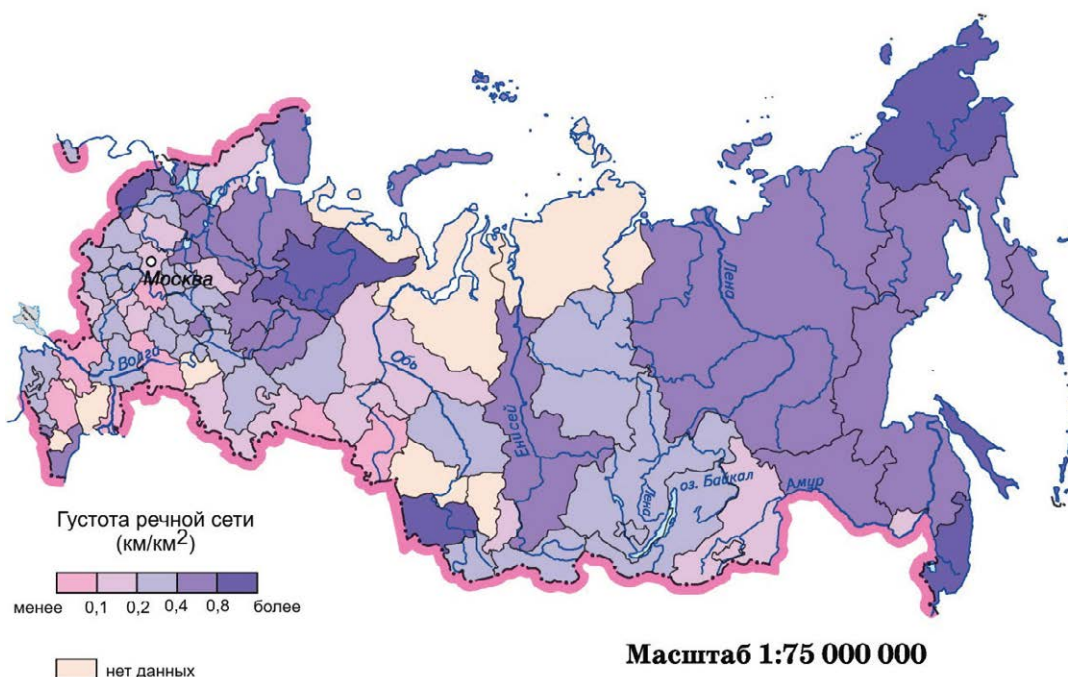 Москва
Волга
Обь
Енисей
Лена
Лена
оз. Байкал
Амур
Густота речной сети
(км/км²)
менее 0,1 0,2 0,4 0,8 более
нет данных
Масштаб 1:75 000 000